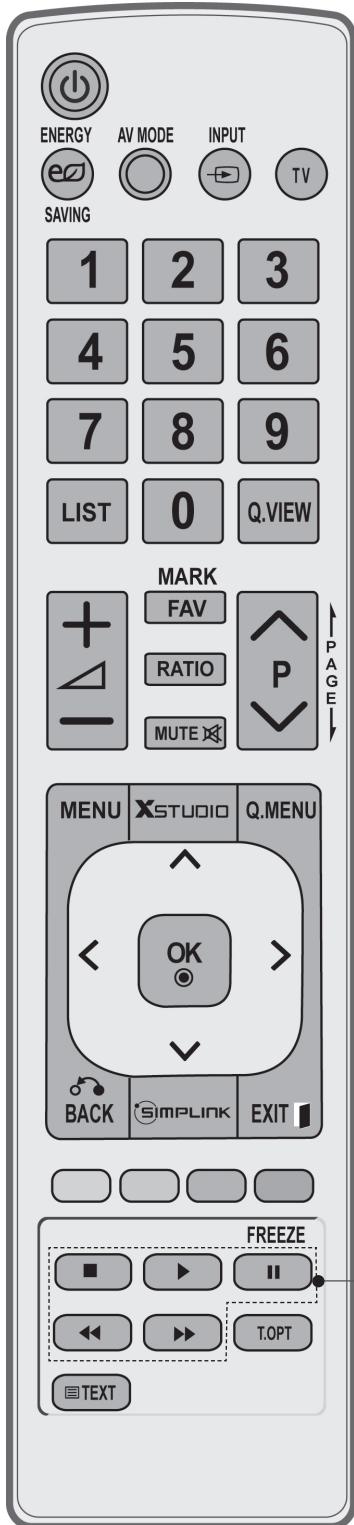 ENERGY AV MODE INPUT
TV
SAVING
1 2 3
4 5 6
7 8 9
LIST 0 Q.VIEW
MARK
FAV
RATIO P
MUTE
PAGE
MENU XSTUDIO Q.MENU
OK
BACK SIMPLINK EXIT
FREEZE
T.OPT
TEXT